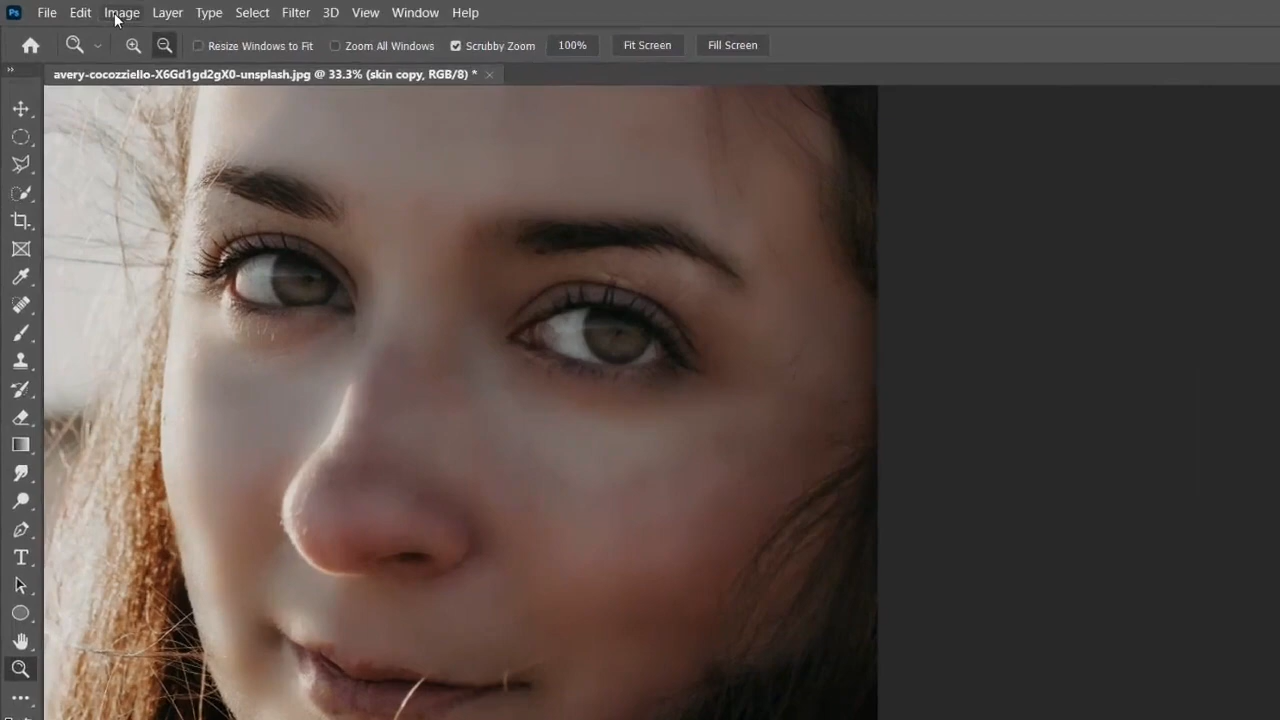 Ps File Edit Image Layer Type Select Filter 3D View Window Help
Resize Windows to Fit Zoom All Windows Scrubby Zoom 100% Fit Screen Fill Screen
avery-cocozziello-X6Gd1gd2gX0-unsplash.jpg @ 33.3% (skin copy, RGB/8) *